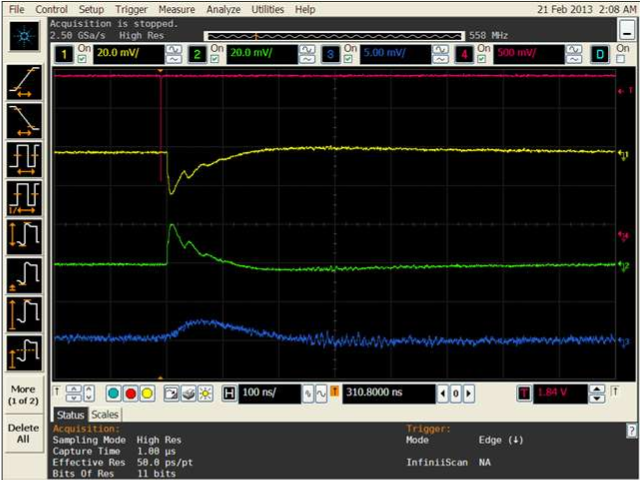 File Control Setup Trigger Measure Analyze Utilities Help 21 Feb 2013 2:08 AM
Acquisition is stopped.
2.50 GSa/s High Res 558 MHz
1 On 20.0 mV/ 2 On 20.0 mV/ 3 On 5.00 mV/ 4 On 500 mV/ D On
T
More
(1 of 2)
Delete
All
H 100 ns/ T 310.8000 ns 0 T 1.84 V
Status Scales
Acquisition: Trigger:
Sampling Mode High Res Mode Edge (↓)
Capture Time 1.00 µs
Effective Res 50.0 ps/pt InfiniiScan NA
Bits Of Res 11 bits